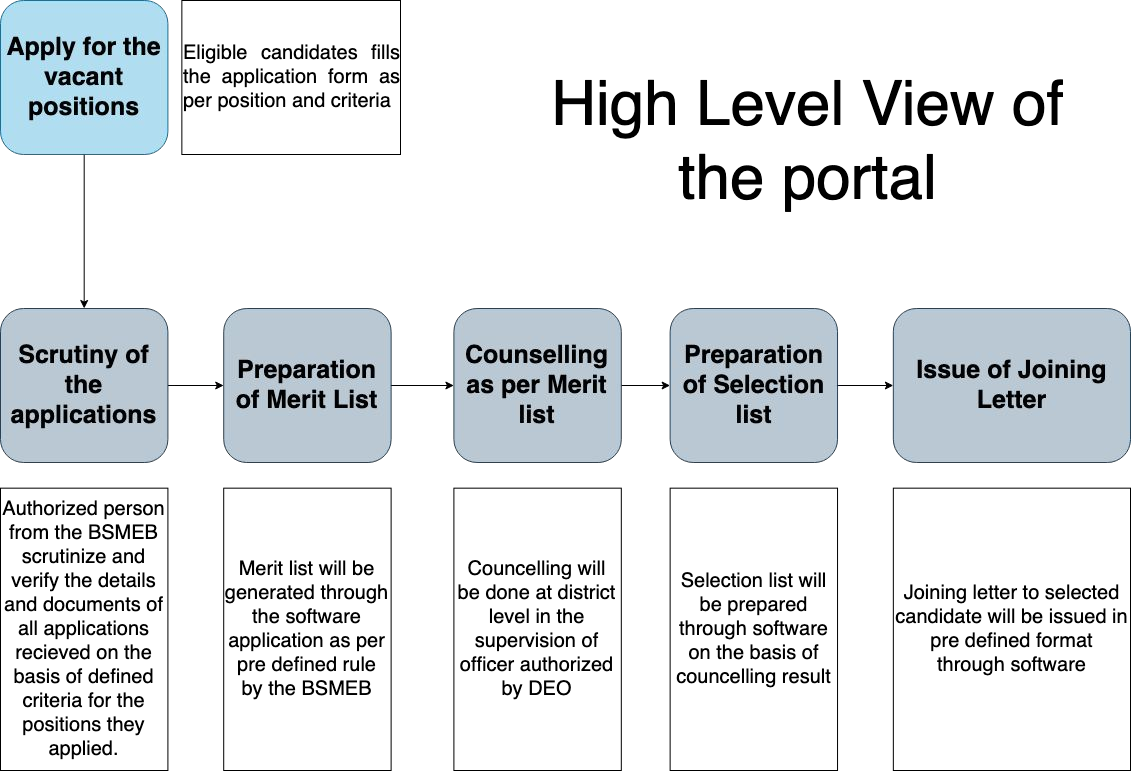 Apply for the
vacant
positions
Eligible candidates fills
the application form as
per position and criteria
High Level View of
the portal
Scrutiny of
the
applications
Preparation
of Merit List
Counselling
as per Merit
list
Preparation
of Selection
list
Issue of Joining
Letter
Authorized person
from the BSMEB
scrutinize and
verify the details
and documents of
all applications
recieved on the
basis of defined
criteria for the
positions they
applied.
Merit list will be
generated through
the software
application as per
pre defined rule
by the BSMEB
Councelling will
be done at district
level in the
supervision of
officer authorized
by DEO
Selection list will
be prepared
through software
on the basis of
councelling result
Joining letter to selected
candidate will be issued in
pre defined format
through software